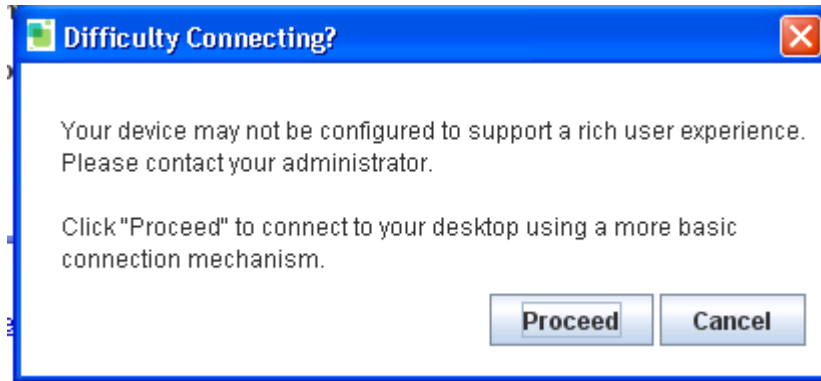 Difficulty Connecting?
Your device may not be configured to support a rich user experience.
Please contact your administrator.
Click "Proceed" to connect to your desktop using a more basic
connection mechanism.
Proceed Cancel